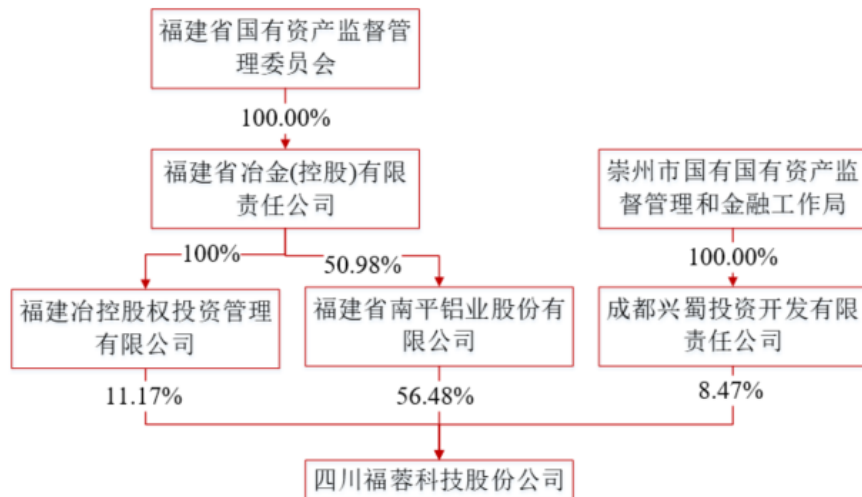 福建省国有资产监督管
理委员会
100.00%
福建省冶金(控股)有限
责任公司
崇州市国有国有资产监
督管理和金融工作局
100%
50.98%
100.00%
福建冶控股权投资管理
有限公司
福建省南平铝业股份有
限公司
成都兴蜀投资开发有限
责任公司
11.17%
56.48%
8.47%
四川福蓉科技股份公司